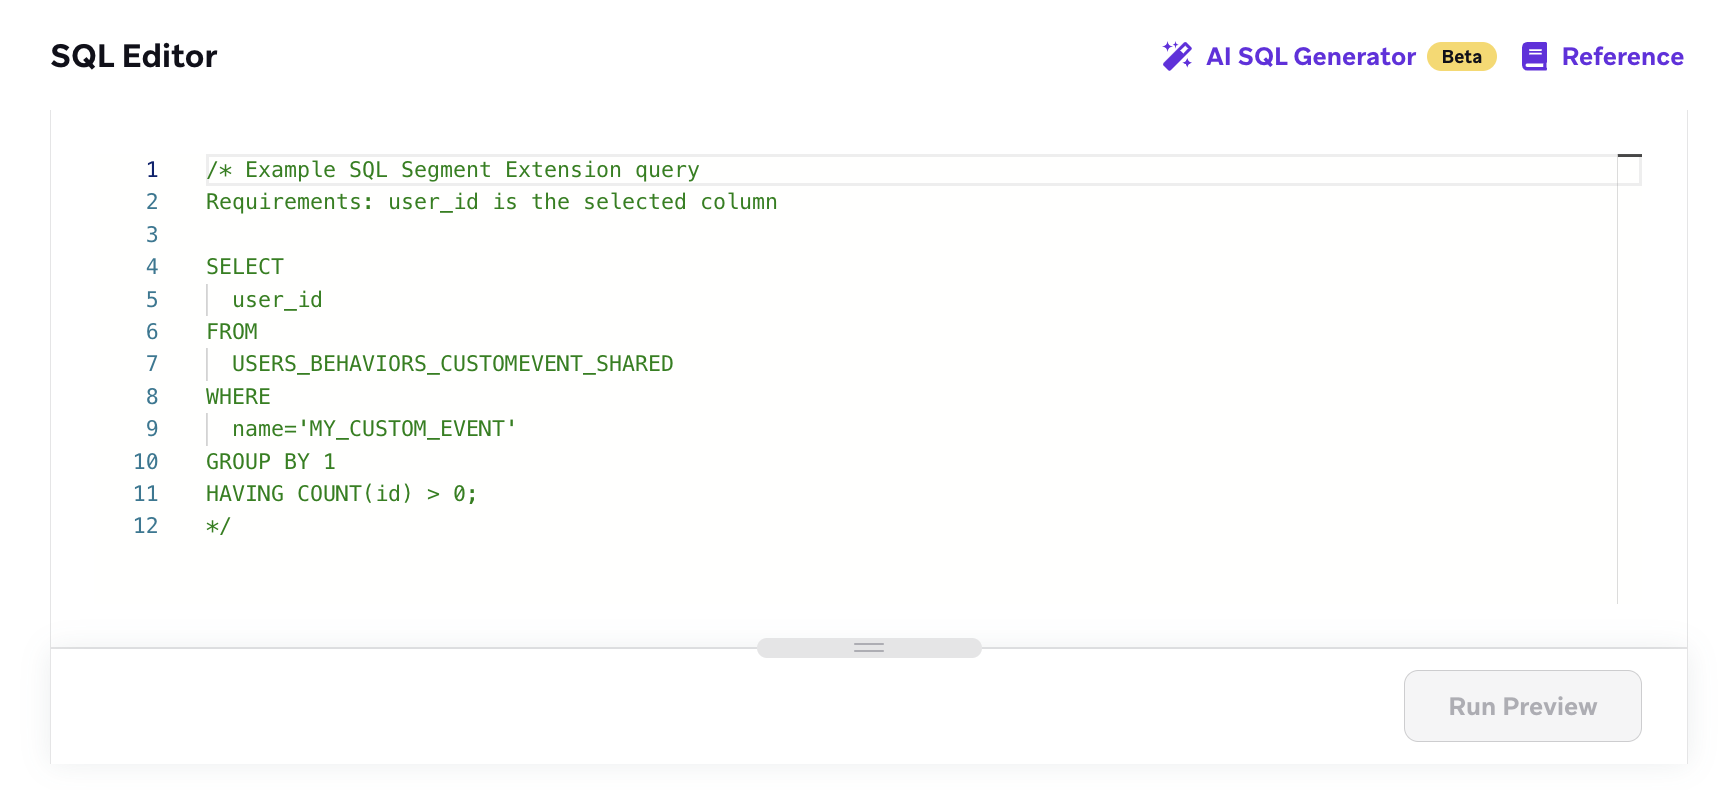 SQL Editor
AI SQL Generator Beta Reference
1 /* Example SQL Segment Extension query
2 Requirements: user_id is the selected column
3
4 SELECT
5 user_id
6 FROM
7 USERS_BEHAVIORS_CUSTOMEVENT_SHARED
8 WHERE
9 name='MY_CUSTOM_EVENT'
10 GROUP BY 1
11 HAVING COUNT(id) > 0;
12 */
Run Preview